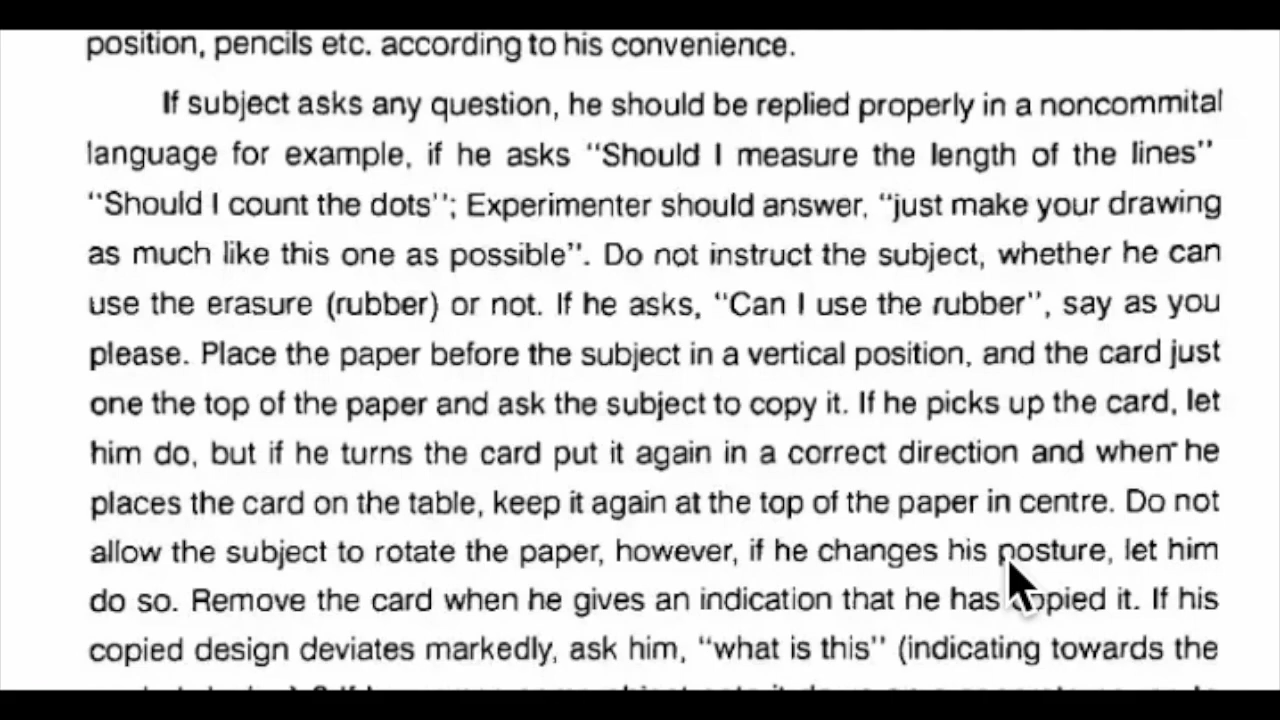 position, pencils etc. according to his convenience.
If subject asks any question, he should be replied properly in a noncommital
language for example, if he asks "Should I measure the length of the lines"
"Should I count the dots"; Experimenter should answer, "just make your drawing
as much like this one as possible". Do not instruct the subject, whether he can
use the erasure (rubber) or not. If he asks, "Can I use the rubber", say as you
please. Place the paper before the subject in a vertical position, and the card just
one the top of the paper and ask the subject to copy it. If he picks up the card, let
him do, but if he turns the card put it again in a correct direction and when he
places the card on the table, keep it again at the top of the paper in centre. Do not
allow the subject to rotate the paper, however, if he changes his posture, let him
do so. Remove the card when he gives an indication that he has copied it. If his
copied design deviates markedly, ask him, "what is this" (indicating towards the